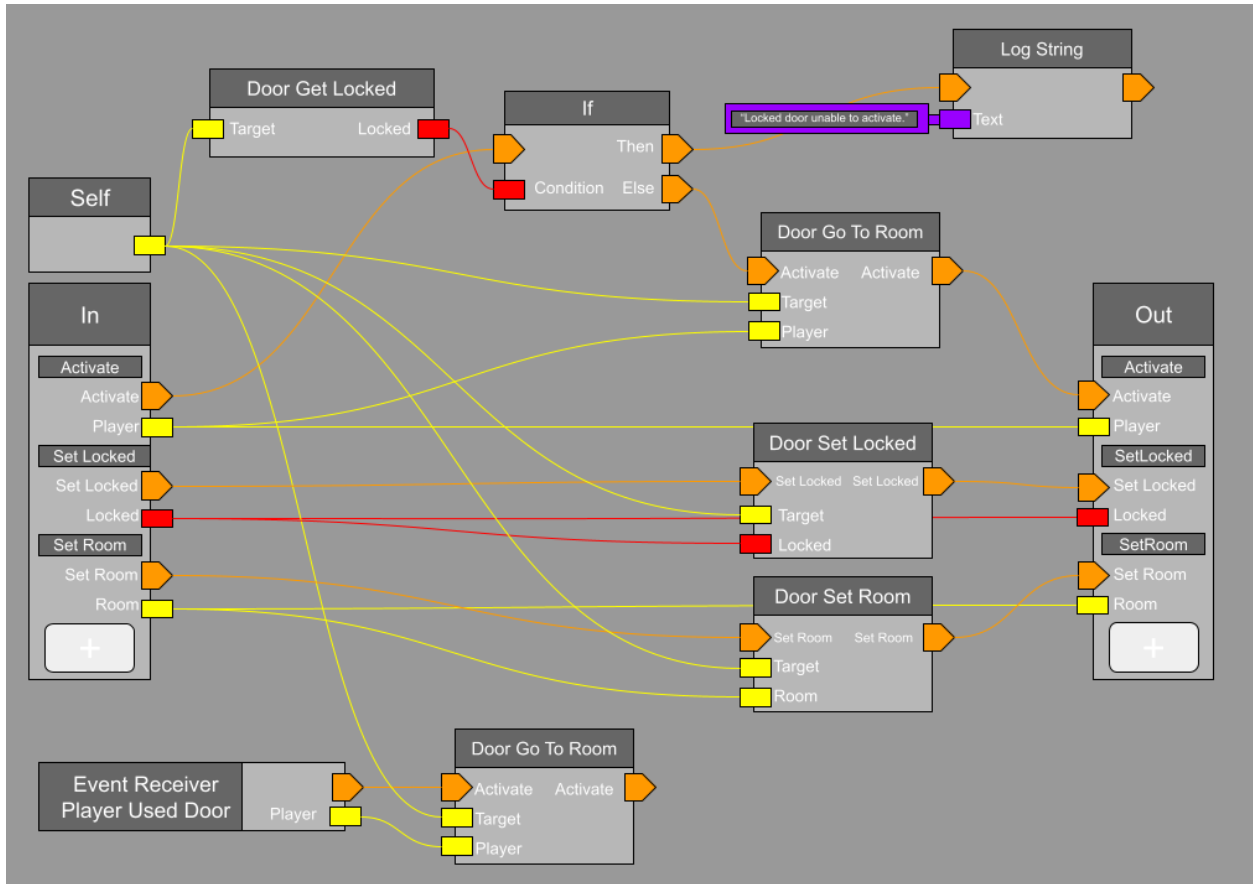 Log String
Text
"Locked door unable to activate."
Door Get Locked
Target
Locked
If
Then
Condition
Else
Self
Door Go To Room
Activate
Activate
Target
Player
In
Activate
Activate
Player
Set Locked
Set Locked
Locked
Set Room
Set Room
Room
+
Door Set Locked
Set Locked
Set Locked
Target
Locked
Door Set Room
Set Room
Set Room
Target
Room
Out
Activate
Activate
Player
SetLocked
Set Locked
Locked
SetRoom
Set Room
Room
+
Event Receiver
Player Used Door
Player
Door Go To Room
Activate
Activate
Target
Player